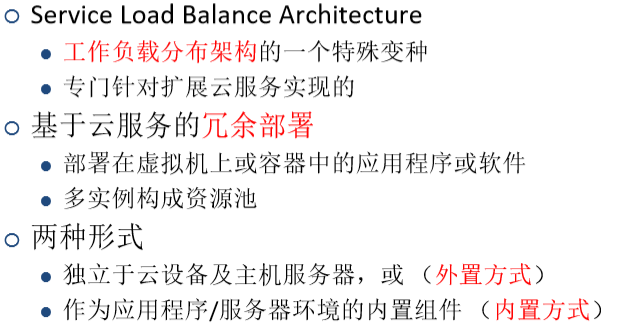 Service Load Balance Architecture
工作负载分布架构的一个特殊变种
专门针对扩展云服务实现的
基于云服务的冗余部署
部署在虚拟机上或容器中的应用程序或软件
多实例构成资源池
两种形式
独立于云设备及主机服务器，或 （外置方式）
作为应用程序/服务器环境的内置组件 （内置方式）